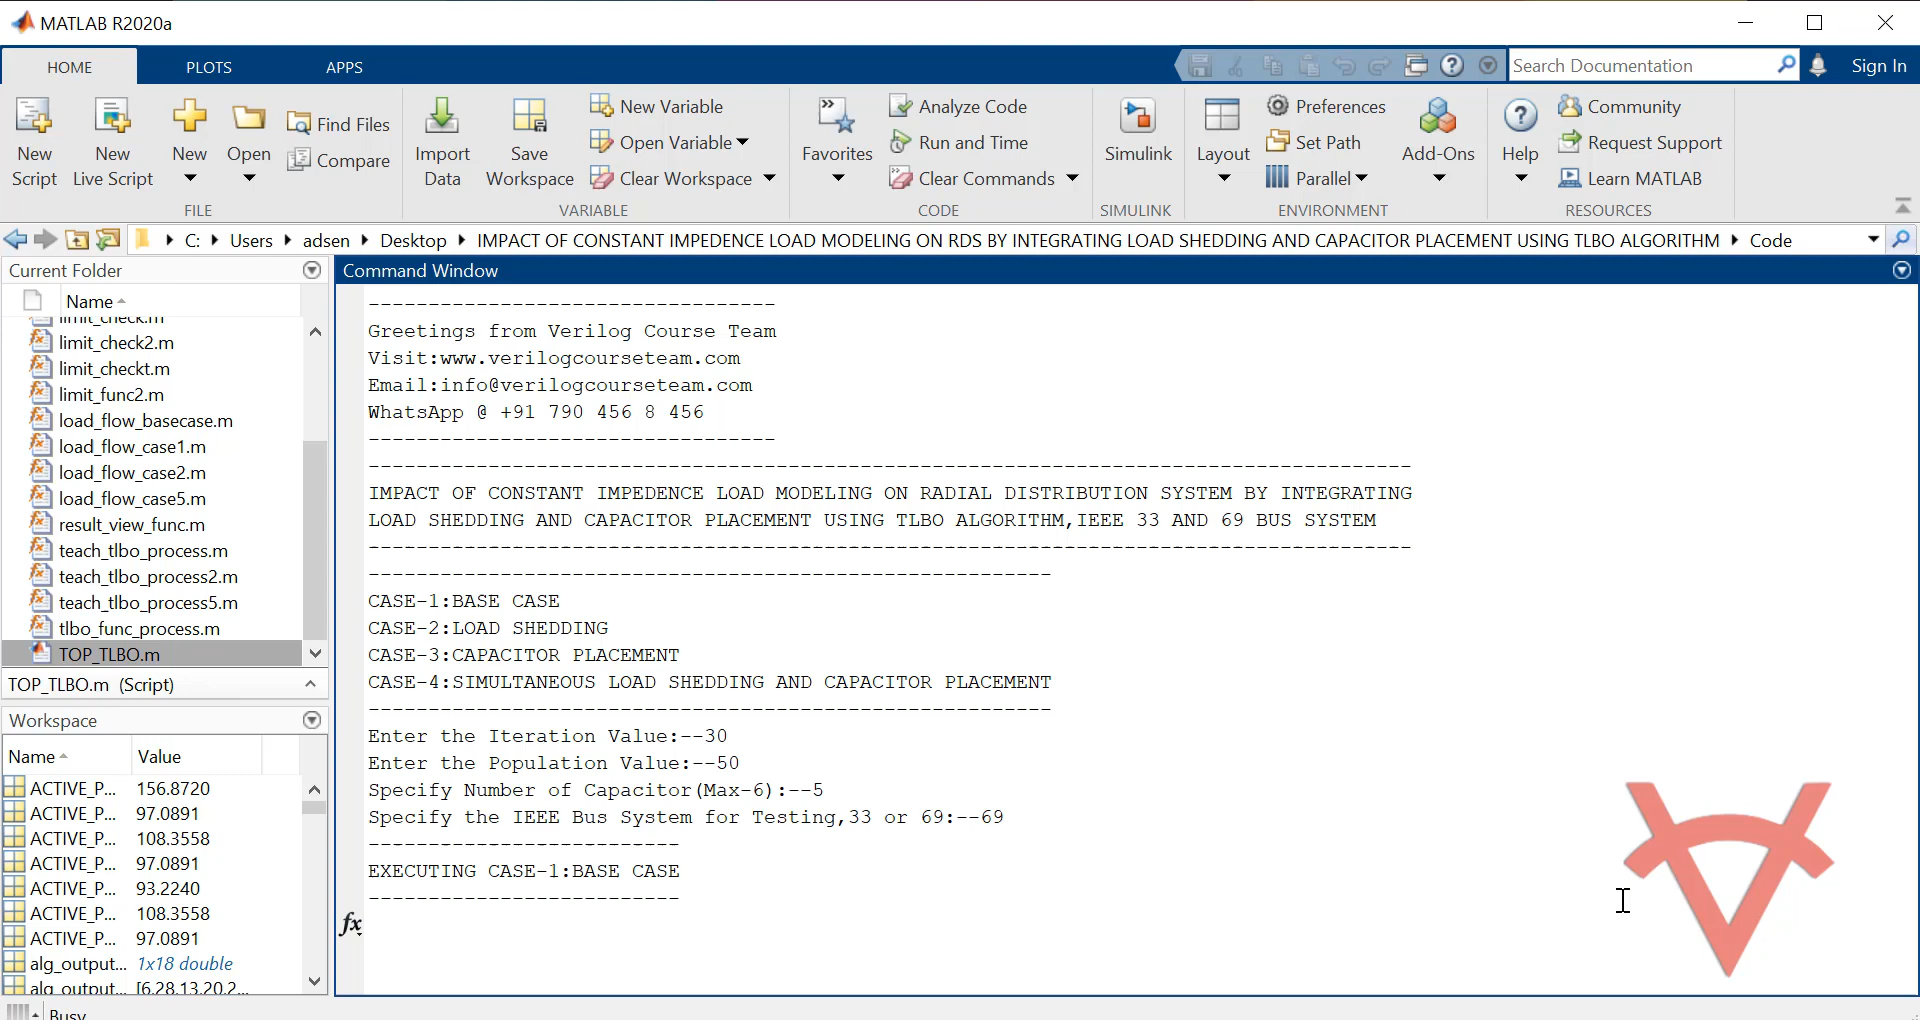 MATLAB R2020a
HOME PLOTS APPS
Search Documentation
Sign In
New Script
New Live Script
New
Open
Find Files
Compare
FILE
Import Data
Save Workspace
New Variable
Open Variable
Clear Workspace
VARIABLE
Favorites
Analyze Code
Run and Time
Clear Commands
CODE
Simulink
SIMULINK
Layout
Preferences
Set Path
Parallel
Add-Ons
ENVIRONMENT
Help
Community
Request Support
Learn MATLAB
RESOURCES
C: Users adsen Desktop IMPACT OF CONSTANT IMPEDENCE LOAD MODELING ON RDS BY INTEGRATING LOAD SHEDDING AND CAPACITOR PLACEMENT USING TLBO ALGORITHM Code
Current Folder
Name
limit_check.m
limit_check2.m
limit_checkt.m
limit_func2.m
load_flow_basecase.m
load_flow_case1.m
load_flow_case2.m
load_flow_case5.m
result_view_func.m
teach_tlbo_process.m
teach_tlbo_process2.m
teach_tlbo_process5.m
tlbo_func_process.m
TOP_TLBO.m
TOP_TLBO.m (Script)
Workspace
Name Value
ACTIVE_P... 156.8720
ACTIVE_P... 97.0891
ACTIVE_P... 108.3558
ACTIVE_P... 97.0891
ACTIVE_P... 93.2240
ACTIVE_P... 108.3558
ACTIVE_P... 97.0891
alg_output... 1x18 double
alg_output... [6,28,13,20,2...
Busy
Command Window
----------------------------------
Greetings from Verilog Course Team
Visit:www.verilogcourseteam.com
Email:info@verilogcourseteam.com
WhatsApp @ +91 790 456 8 456
----------------------------------
---------------------------------------------------------------------------------------
IMPACT OF CONSTANT IMPEDENCE LOAD MODELING ON RADIAL DISTRIBUTION SYSTEM BY INTEGRATING
LOAD SHEDDING AND CAPACITOR PLACEMENT USING TLBO ALGORITHM,IEEE 33 AND 69 BUS SYSTEM
---------------------------------------------------------------------------------------
---------------------------------------------------------
CASE-1:BASE CASE
CASE-2:LOAD SHEDDING
CASE-3:CAPACITOR PLACEMENT
CASE-4:SIMULTANEOUS LOAD SHEDDING AND CAPACITOR PLACEMENT
---------------------------------------------------------
Enter the Iteration Value:--30
Enter the Population Value:--50
Specify Number of Capacitor(Max-6):--5
Specify the IEEE Bus System for Testing,33 or 69:--69
--------------------------
EXECUTING CASE-1:BASE CASE
--------------------------
fx